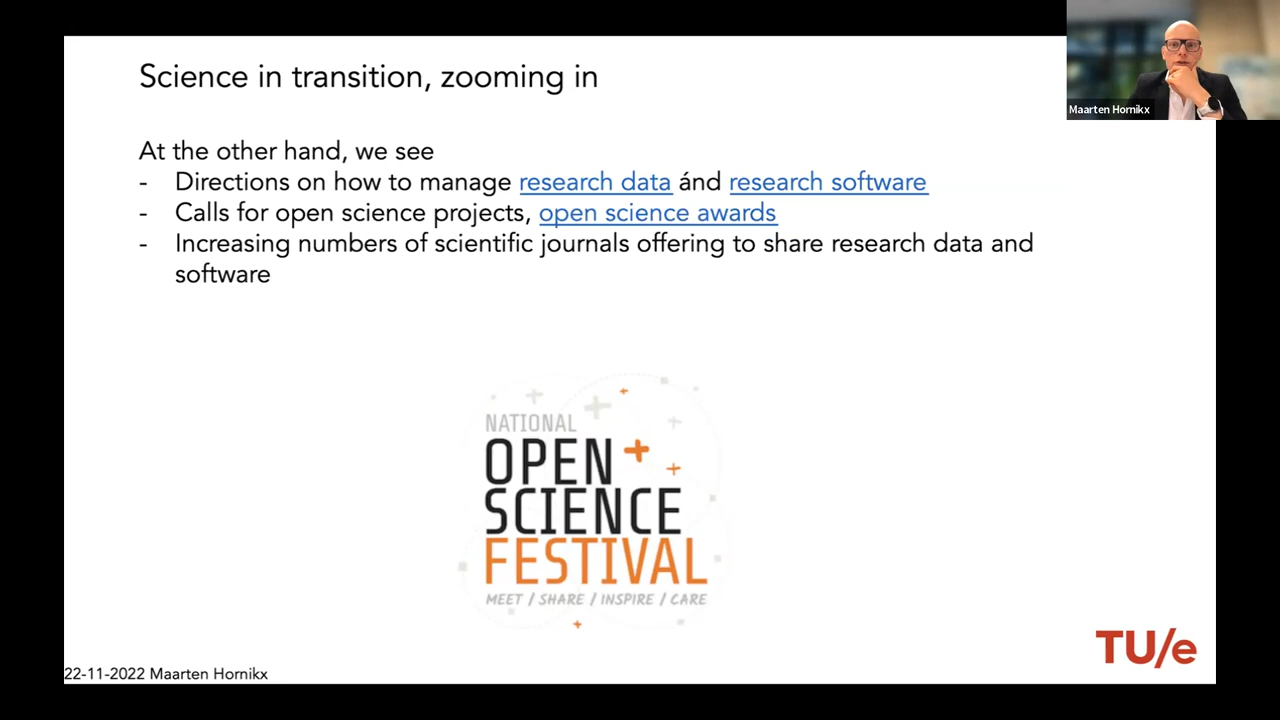 Science in transition, zooming in
Maarten Hornikx
At the other hand, we see
- Directions on how to manage research data ánd research software
- Calls for open science projects, open science awards
- Increasing numbers of scientific journals offering to share research data and
software
NATIONAL
OPEN
SCIENCE
FESTIVAL
MEET / SHARE / INSPIRE / CARE
TU/e
22-11-2022 Maarten Hornikx